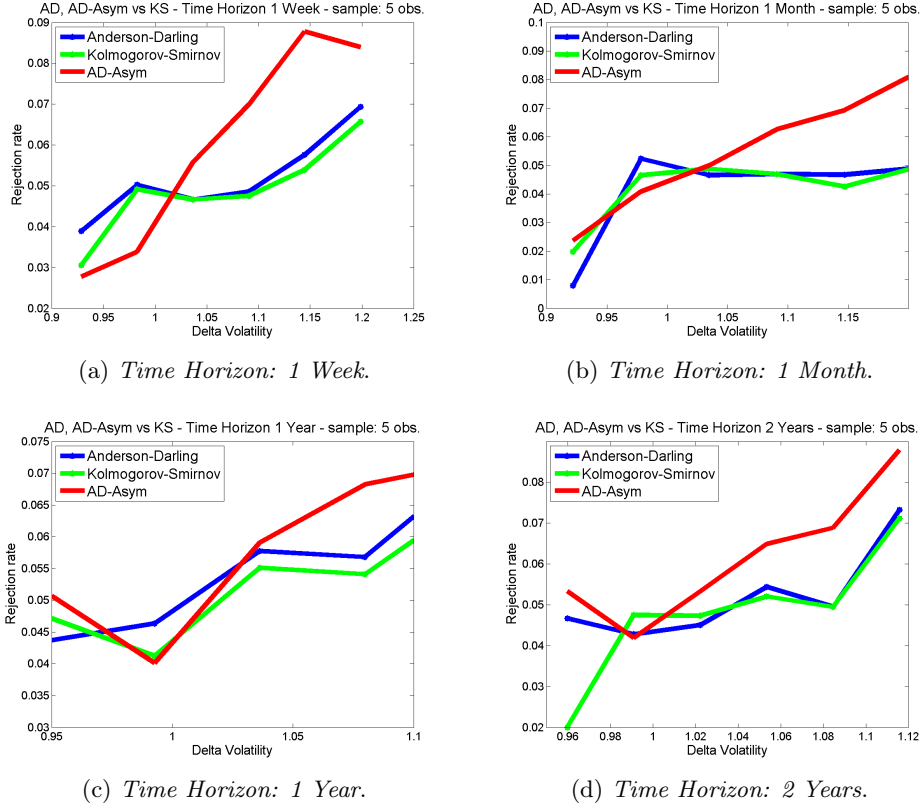 AD, AD-Asym vs KS - Time Horizon 1 Week - sample: 5 obs.
Anderson-Darling
Kolmogorov-Smirnov
AD-Asym
Rejection rate
0.09
0.08
0.07
0.06
0.05
0.04
0.03
0.02
0.9 0.95 1 1.05 1.1 1.15 1.2 1.25
Delta Volatility
(a) Time Horizon: 1 Week.
AD, AD-Asym vs KS - Time Horizon 1 Month - sample: 5 obs.
Anderson-Darling
Kolmogorov-Smirnov
AD-Asym
Rejection rate
0.1
0.09
0.08
0.07
0.06
0.05
0.04
0.03
0.02
0.01
0
0.9 0.95 1 1.05 1.1 1.15
Delta Volatility
(b) Time Horizon: 1 Month.
AD, AD-Asym vs KS - Time Horizon 1 Year - sample: 5 obs.
Anderson-Darling
Kolmogorov-Smirnov
AD-Asym
Rejection rate
0.075
0.07
0.065
0.06
0.055
0.05
0.045
0.04
0.035
0.03
0.95 1 1.05 1.1
Delta Volatility
(c) Time Horizon: 1 Year.
AD, AD-Asym vs KS - Time Horizon 2 Years - sample: 5 obs.
Anderson-Darling
Kolmogorov-Smirnov
AD-Asym
Rejection rate
0.08
0.07
0.06
0.05
0.04
0.03
0.02
0.96 0.98 1 1.02 1.04 1.06 1.08 1.1 1.12
Delta Volatility
(d) Time Horizon: 2 Years.